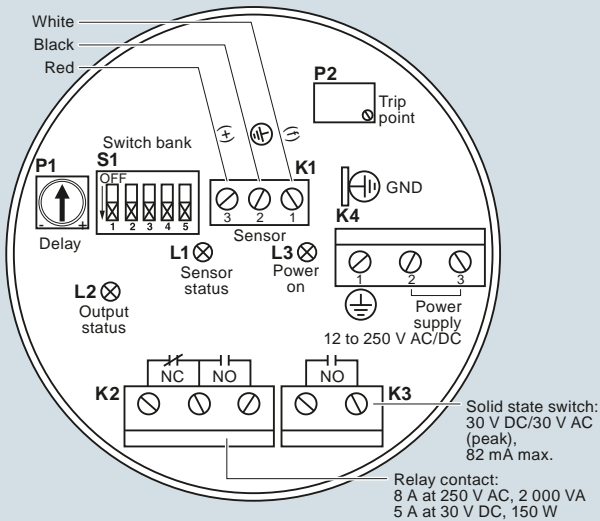 White
Black
Red
P2
Trip
point
(+)
(f)
Switch bank
P1
S1
OFF
K1
GND
1 2 3 4 5
3 2 1
- +
Delay
Sensor
K4
L1
Sensor
status
L3
Power
on
1 2 3
L2
Output
status
Power
supply
12 to 250 V AC/DC
NC
NO
NO
K2
K3
Solid state switch:
30 V DC/30 V AC
(peak),
82 mA max.
Relay contact:
8 A at 250 V AC, 2 000 VA
5 A at 30 V DC, 150 W